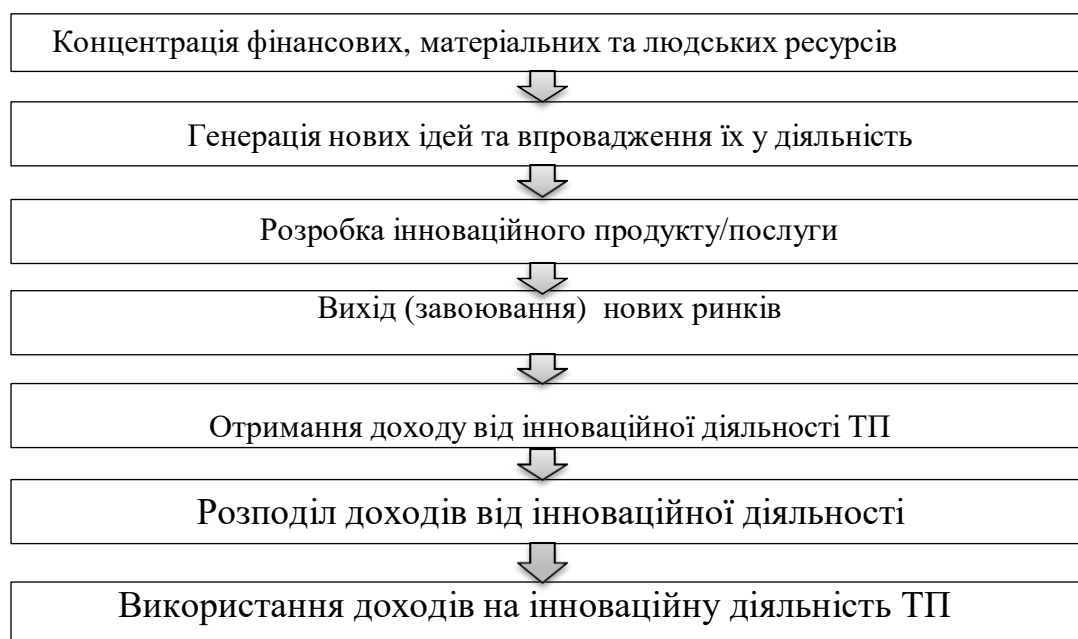 Концентрація фінансових, матеріальних та людських ресурсів
Генерація нових ідей та впровадження їх у діяльність
Розробка інноваційного продукту/послуги
Вихід (завоювання) нових ринків
Отримання доходу від інноваційної діяльності ТП
Розподіл доходів від інноваційної діяльності
Використання доходів на інноваційну діяльність ТП